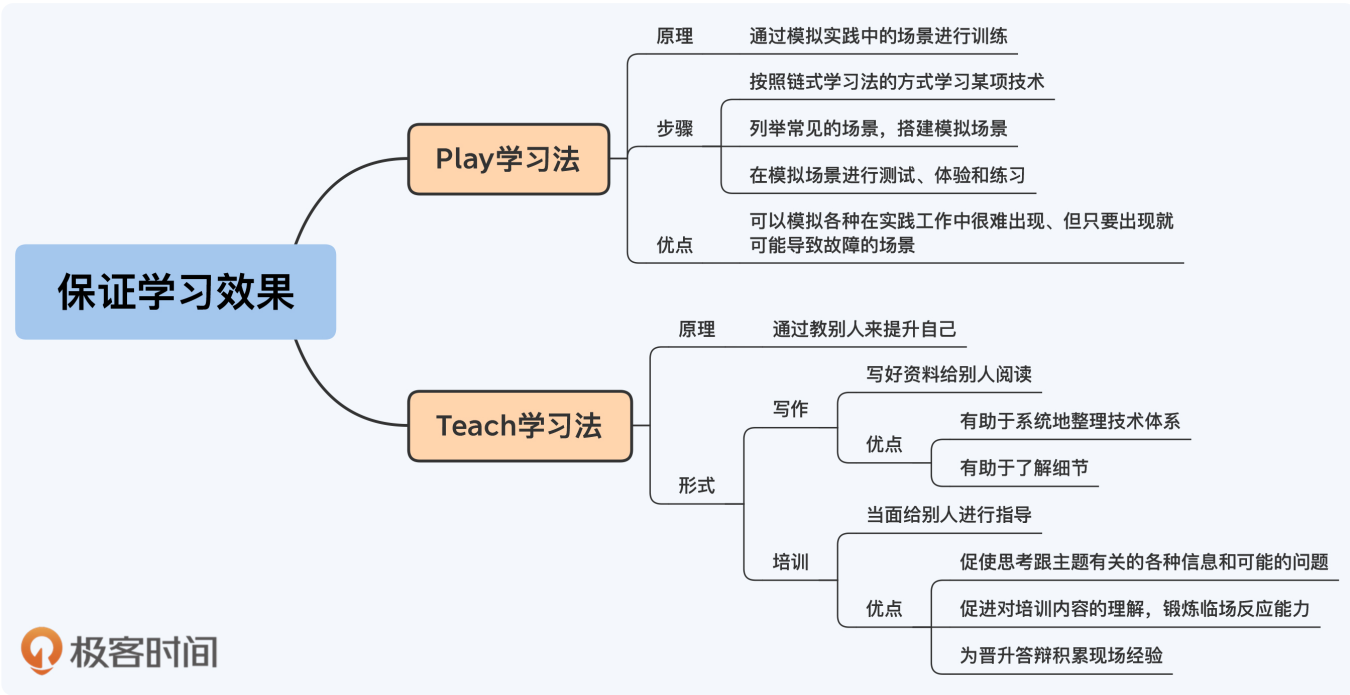 保证学习效果
Play学习法
原理
通过模拟实践中的场景进行训练
步骤
按照链式学习法的方式学习某项技术
列举常见的场景，搭建模拟场景
在模拟场景进行测试、体验和练习
优点
可以模拟各种在实践工作中很难出现、但只要出现就
可能导致故障的场景
Teach学习法
原理
通过教别人来提升自己
形式
写作
写好资料给别人阅读
优点
有助于系统地整理技术体系
有助于了解细节
培训
当面给别人进行指导
优点
促使思考跟主题有关的各种信息和可能的问题
促进对培训内容的理解，锻炼临场反应能力
为晋升答辩积累现场经验
极客时间